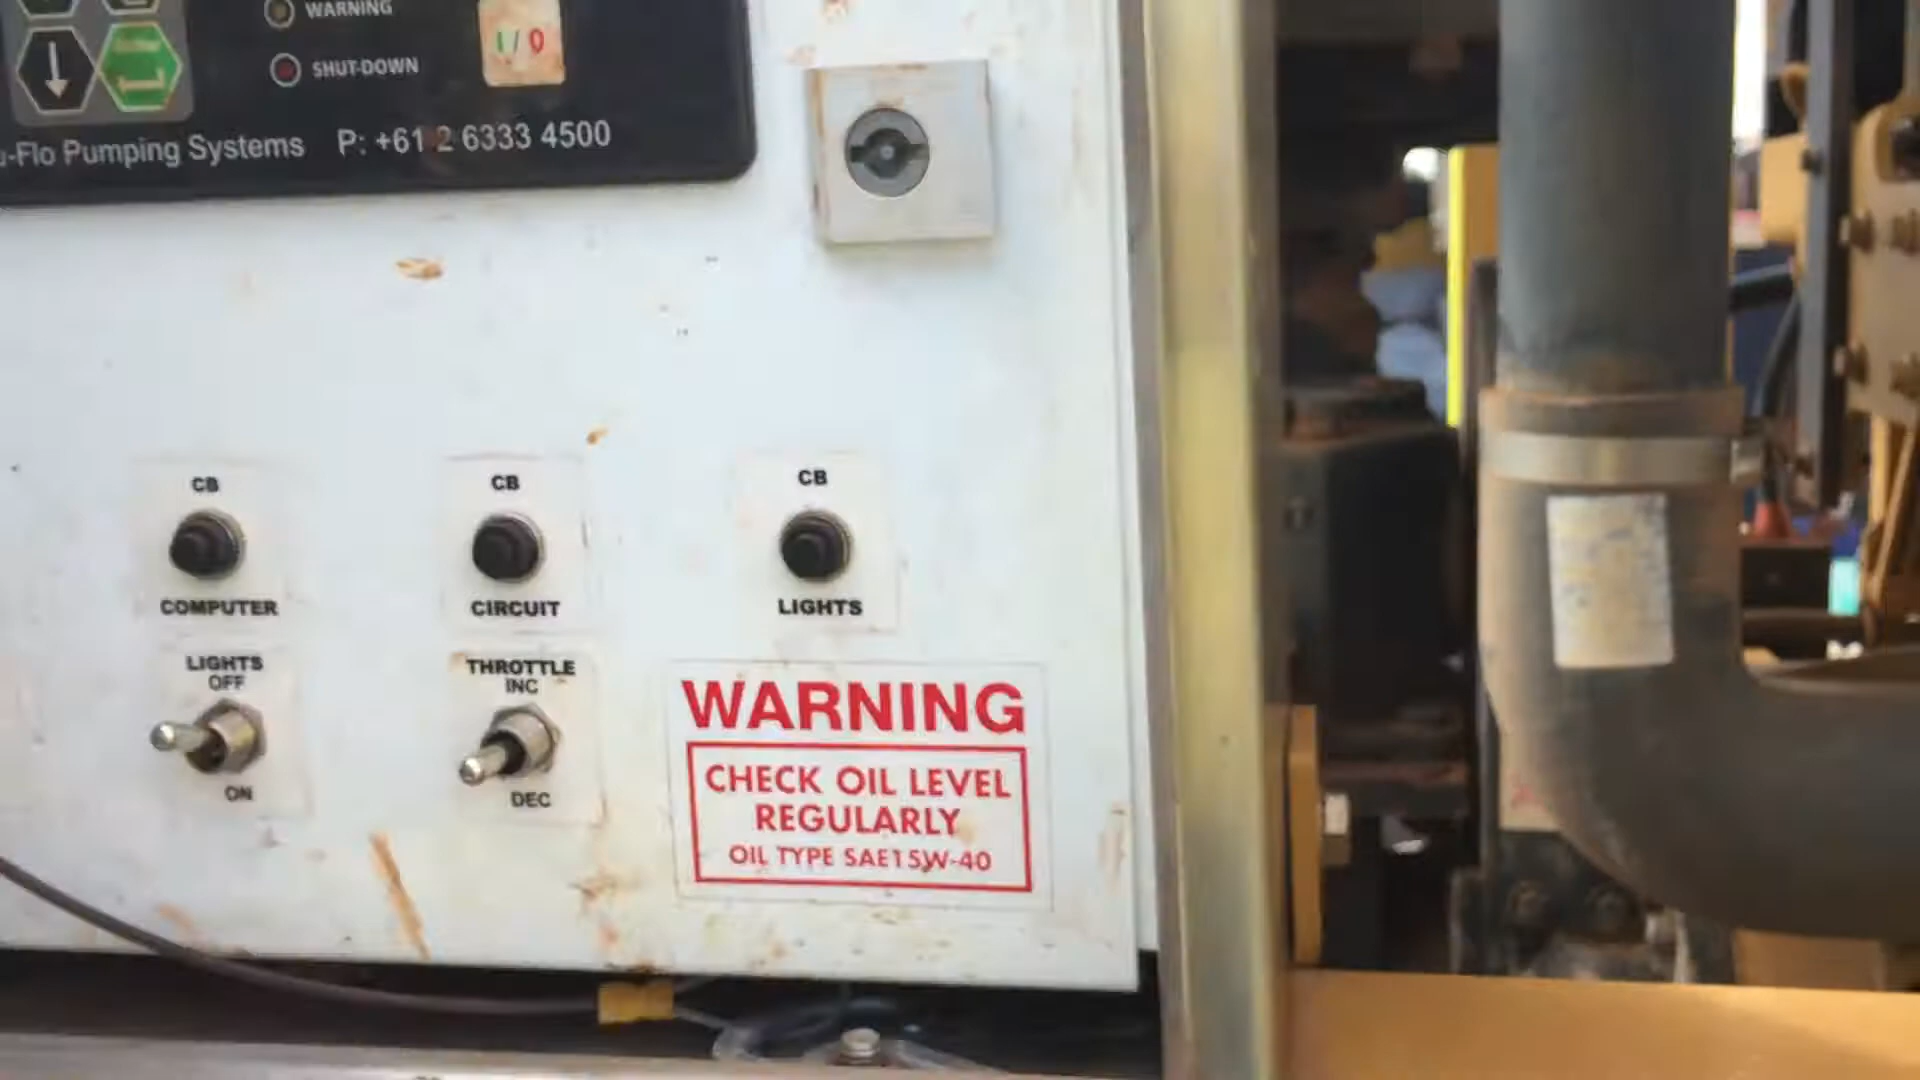 WARNING
SHUT-DOWN
I/O
-Flo Pumping Systems P: +61 2 6333 4500
CB
COMPUTER
CB
CIRCUIT
CB
LIGHTS
LIGHTS
OFF
ON
THROTTLE
INC
DEC
WARNING
CHECK OIL LEVEL
REGULARLY
OIL TYPE SAE15W-40